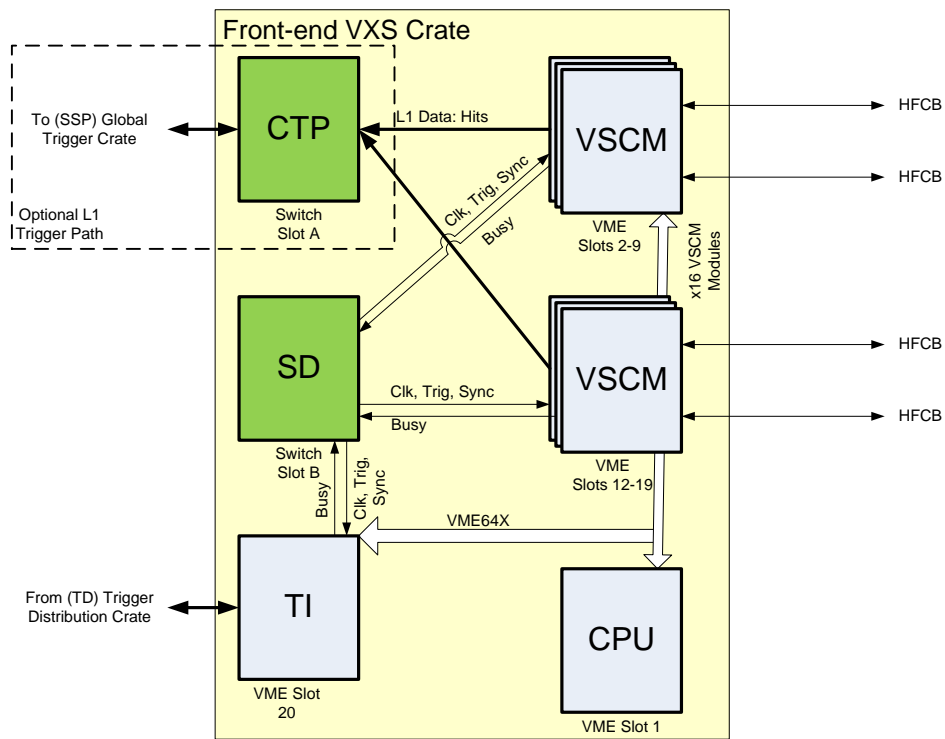 Front-end VXS Crate
To (SSP) Global
Trigger Crate
CTP
L1 Data: Hits
VSCM
HFCB
HFCB
Optional L1
Trigger Path
Switch
Slot A
Clk, Trig, Sync
Busy
VME
Slots 2-9
x16 VSCM
Modules
SD
Clk, Trig, Sync
Busy
VSCM
HFCB
HFCB
Switch
Slot B
Busy
Clk, Trig,
Sync
VME
Slots 12-19
VME64X
From (TD) Trigger
Distribution Crate
TI
CPU
VME Slot
20
VME Slot 1